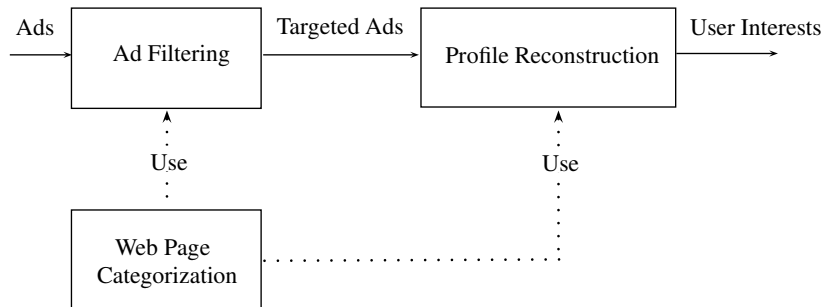 Ads
Ad Filtering
Targeted Ads
Profile Reconstruction
User Interests
Use
Use
Web Page
Categorization